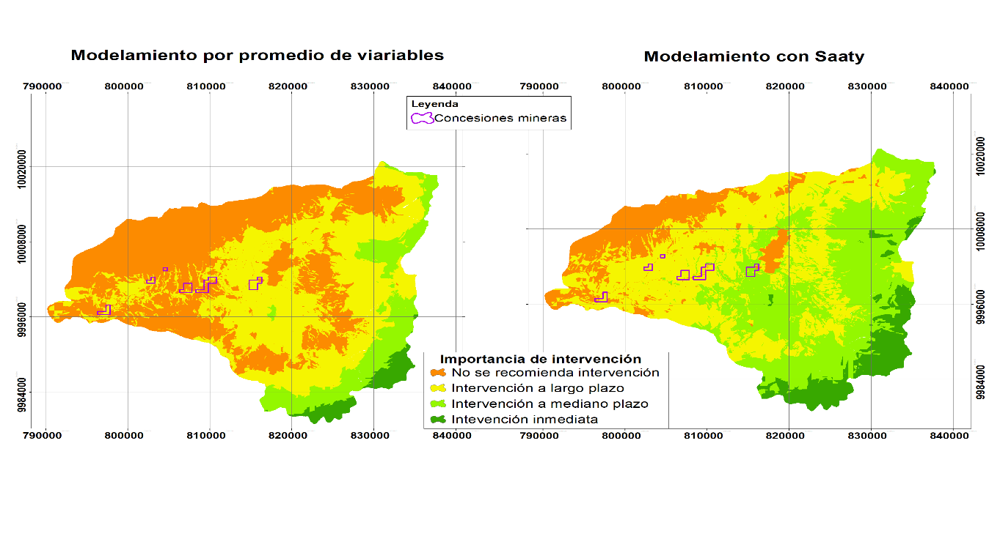 Modelamiento por promedio de viariables
Modelamiento con Saaty
790000 800000 810000 820000 830000 840000
790000 800000 810000 820000 830000 840000
Leyenda
Concesiones mineras
10020000
10008000
9996000
9984000
10020000
10008000
9996000
9984000
Importancia de intervención
No se recomienda intervención
Intervención a largo plazo
Intervención a mediano plazo
Intevención inmediata
790000 800000 810000 820000 830000 840000
790000 800000 810000 820000 830000 840000